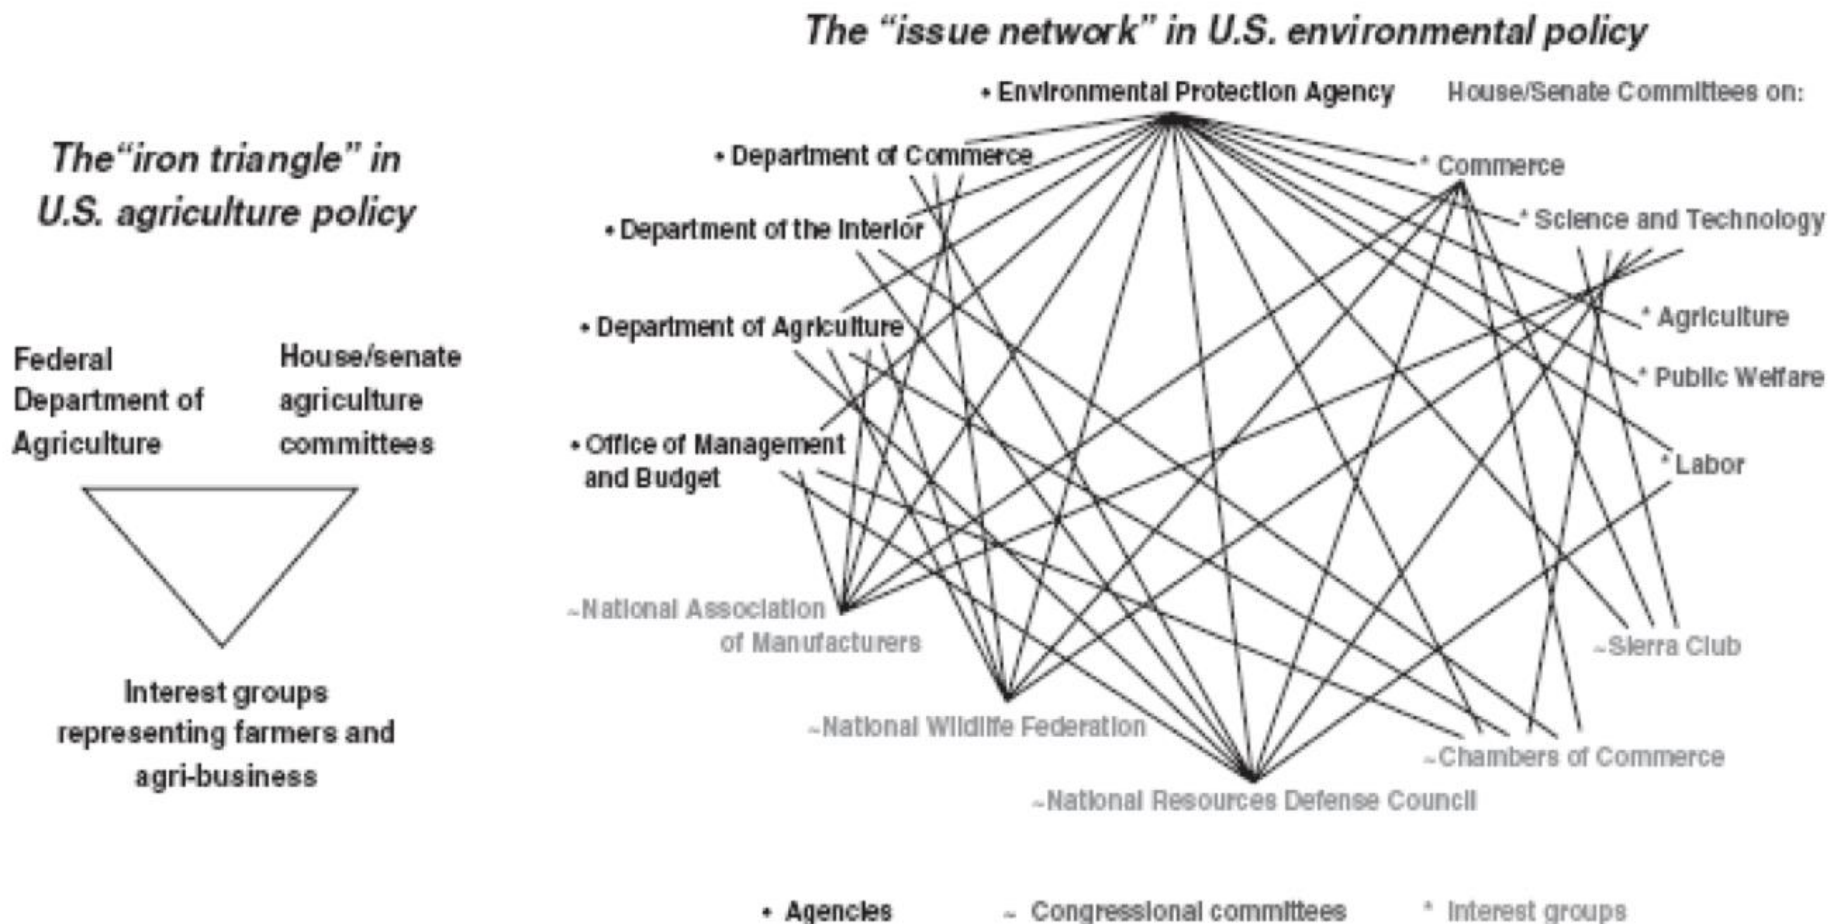 The “issue network” in U.S. environmental policy
• Environmental Protection Agency
House/Senate Committees on:
The“iron triangle” in
U.S. agriculture policy
• Department of Commerce
* Commerce
• Department of the Interior
* Science and Technology
• Department of Agriculture
* Agriculture
Federal
Department of
Agriculture
House/senate
agriculture
committees
* Public Welfare
• Office of Management
and Budget
* Labor
~National Association
of Manufacturers
~Sierra Club
Interest groups
representing farmers and
agri-business
~National Wildlife Federation
~Chambers of Commerce
~National Resources Defense Council
• Agencies
~ Congressional committees
* Interest groups